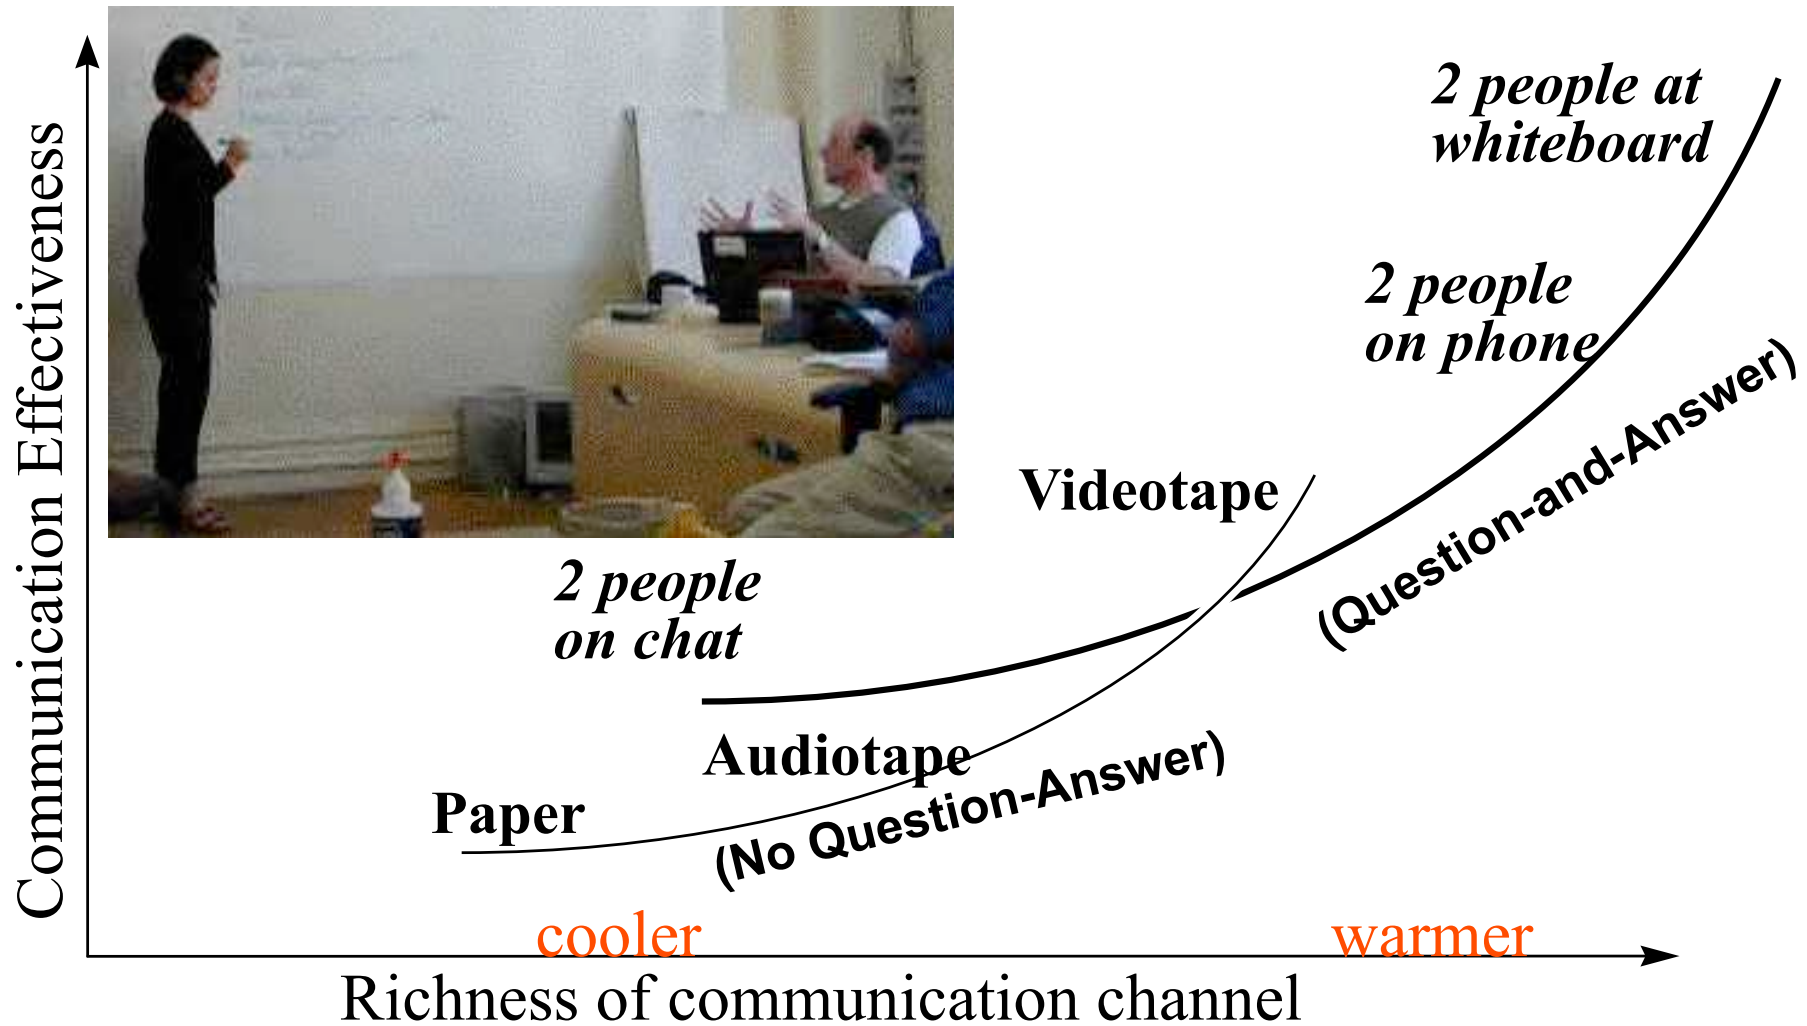 Communication Effectiveness
2 people at
whiteboard
2 people
on phone
(Question-and-Answer)
Videotape
2 people
on chat
Audiotape
(No Question-Answer)
Paper
cooler
warmer
Richness of communication channel